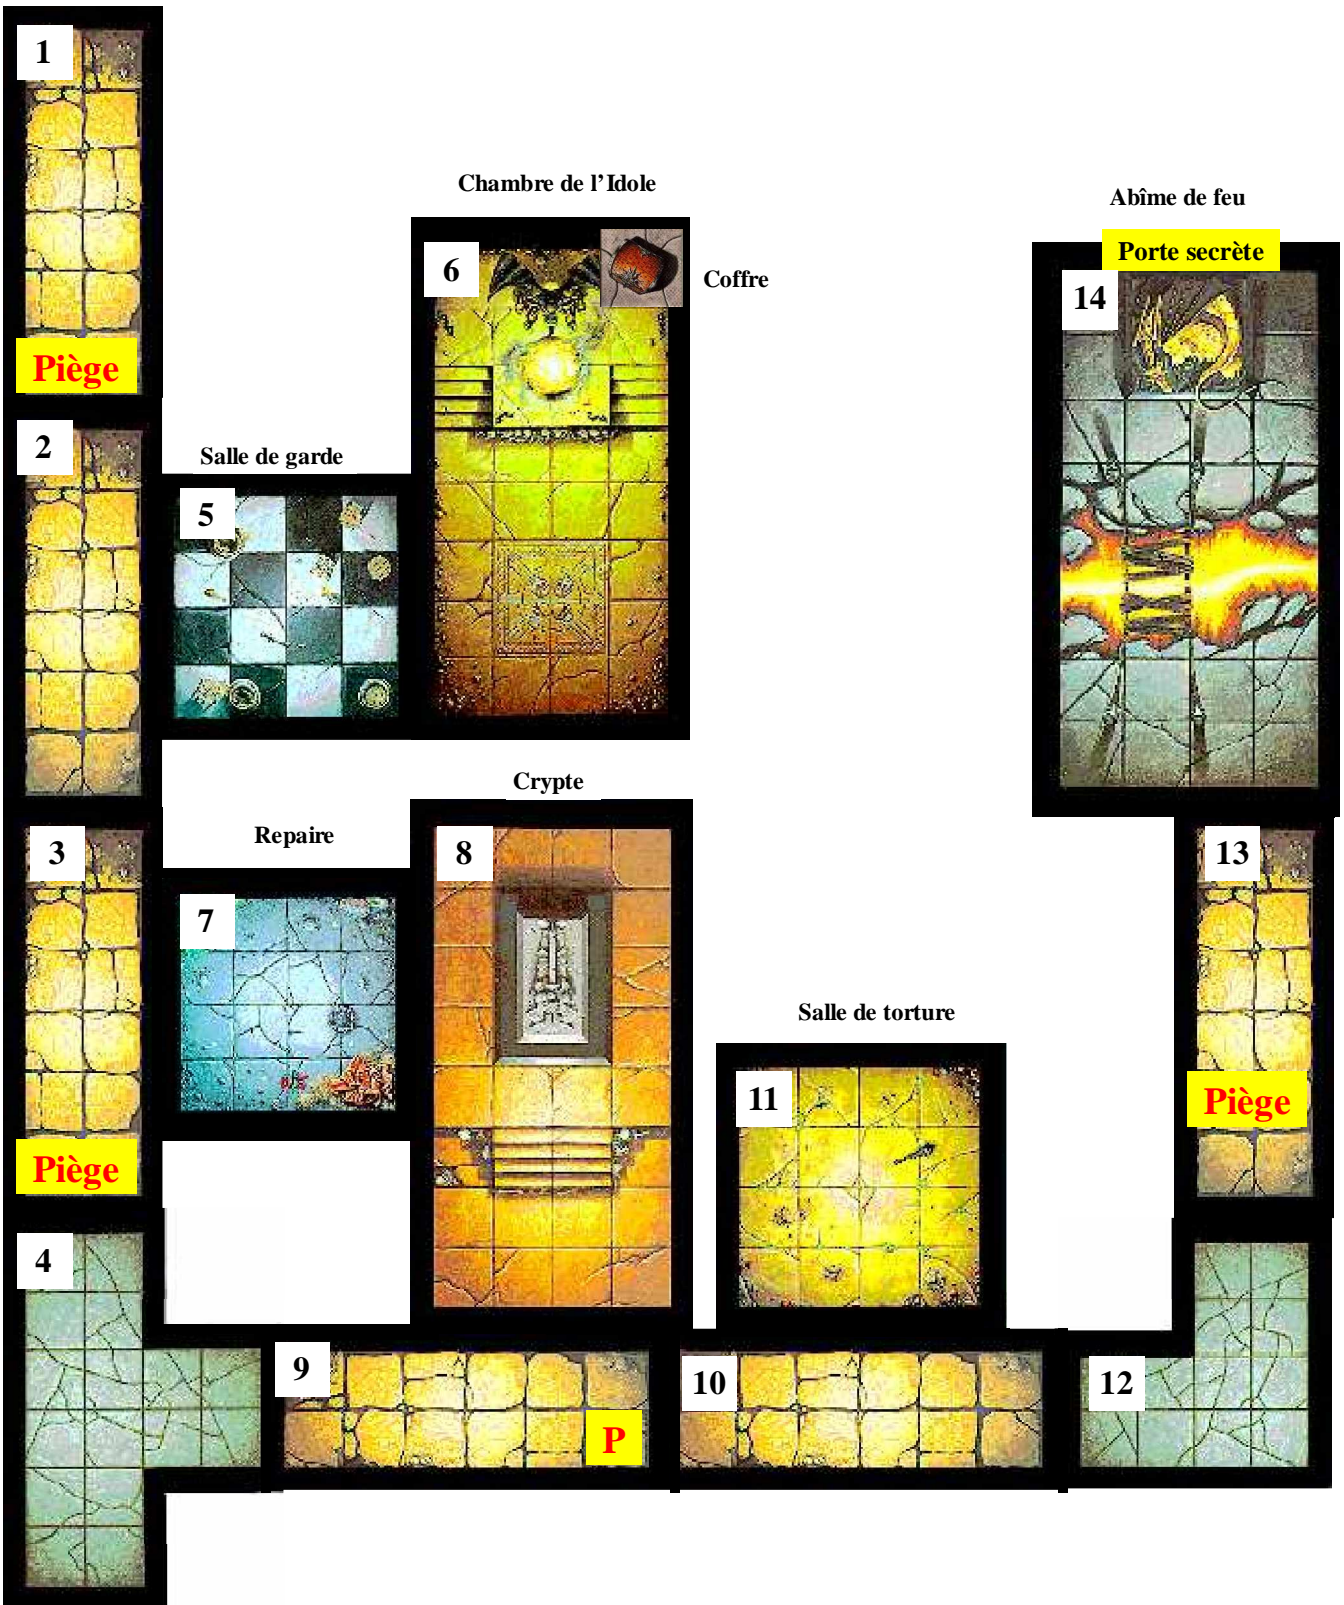 1
Piège
2
Salle de garde
5
Chambre de l'Idole
6
Coffre
Abîme de feu
Porte secrète
14
3
Piège
Repaire
7
Crypte
8
Salle de torture
11
13
Piège
4
9
P
10
12